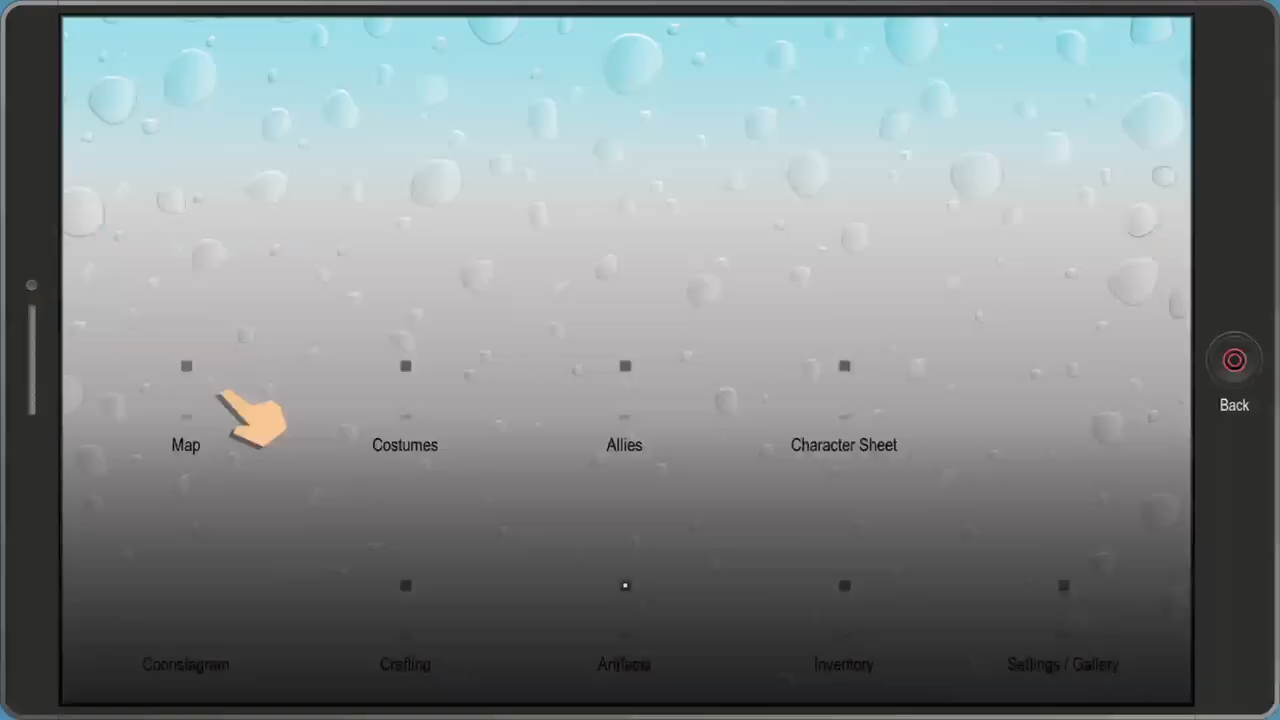 Back
Map
Costumes
Allies
Character Sheet
Coonstagram
Crafting
Artifacts
Inventory
Settings / Gallery